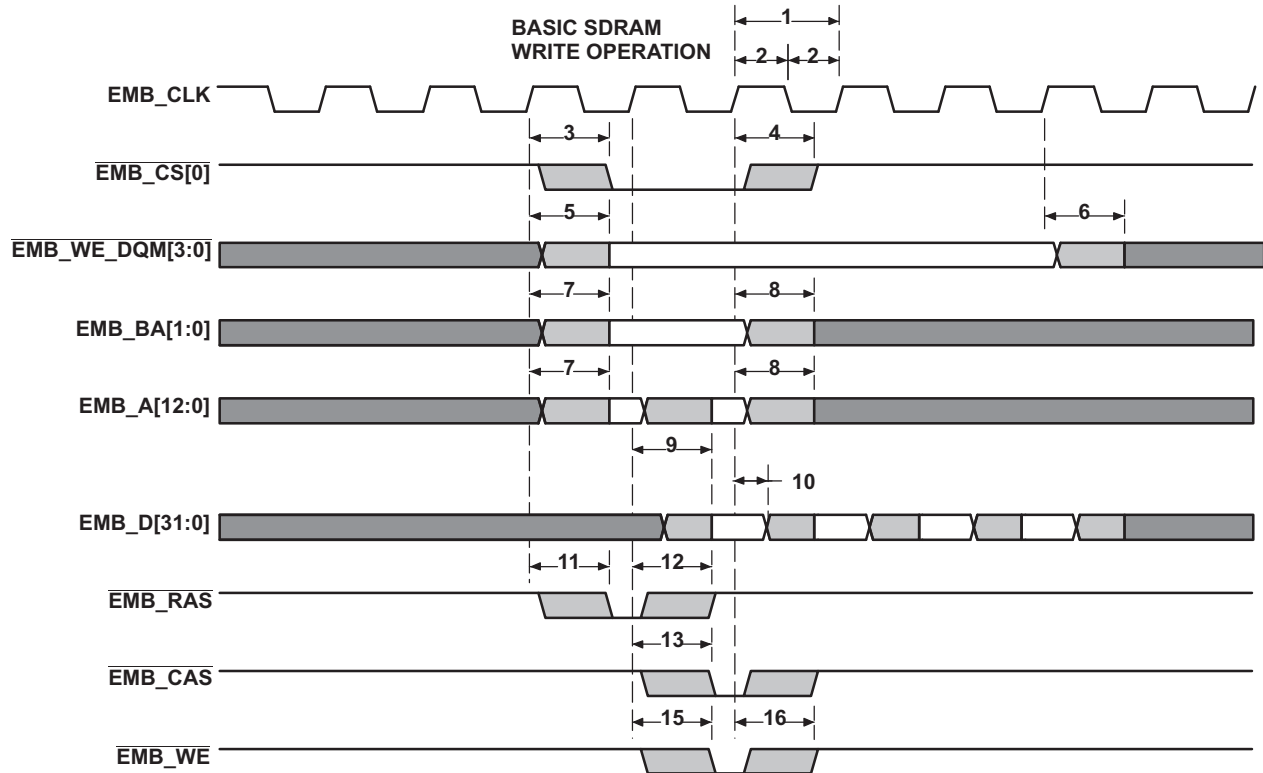 BASIC SDRAM
WRITE OPERATION
1
2 2
EMB_CLK
3 4
EMB_CS[0]
5 6
EMB_WE_DQM[3:0]
7 8
EMB_BA[1:0]
7 8
EMB_A[12:0]
9
10
EMB_D[31:0]
11 12
EMB_RAS
13
EMB_CAS
15 16
EMB_WE